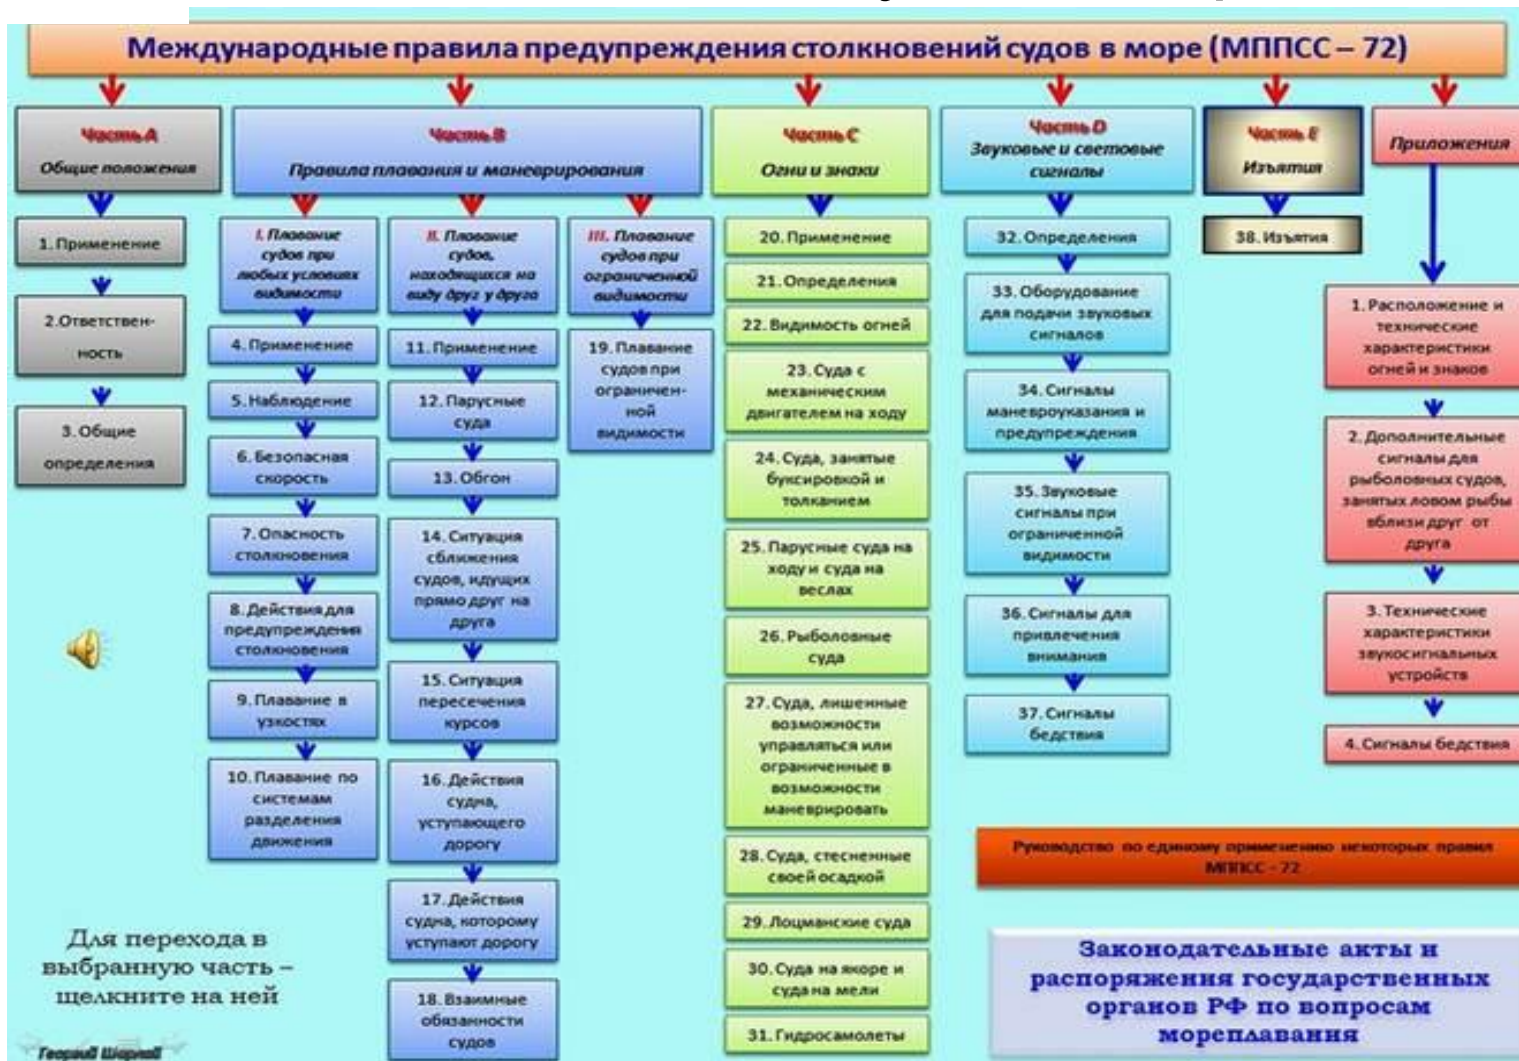 Международные правила предупреждения столкновений судов в море (МППСС – 72)
Часть A
Общие положения
1. Применение
2.Ответствен-
ность
3. Общие
определения
Часть B
Правила плавания и маневрирования
I. Плавание
судов при
любых условиях
видимости
4. Применение
5. Наблюдение
6. Безопасная
скорость
7. Опасность
столкновения
8. Действия для
предупреждения
столкновения
9. Плавание в
узкостях
10. Плавание по
системам
разделения
движения
II. Плавание
судов,
находящихся на
виду друг у друга
11. Применение
12. Парусные
суда
13. Обгон
14. Ситуация
сближения
судов, идущих
прямо друг на
друга
15. Ситуация
пересечения
курсов
16. Действия
судна,
уступающего
дорогу
17. Действия
судна, которому
уступают дорогу
18. Взаимные
обязанности
судов
III. Плавание
судов при
ограниченной
видимости
19. Плавание
судов при
ограничен-
ной
видимости
Часть C
Огни и знаки
20. Применение
21. Определения
22. Видимость огней
23. Суда с
механическим
двигателем на ходу
24. Суда, занятые
буксировкой и
толканием
25. Парусные суда на
ходу и суда на
веслах
26. Рыболовные
суда
27. Суда, лишенные
возможности
управляться или
ограниченные в
возможности
маневрировать
28. Суда, стесненные
своей осадкой
29. Лоцманские суда
30. Суда на якоре и
суда на мели
31. Гидросамолеты
Часть D
Звуковые и световые
сигналы
32. Определения
33. Оборудование
для подачи звуковых
сигналов
34. Сигналы
маневроуказания и
предупреждения
35. Звуковые
сигналы при
ограниченной
видимости
36. Сигналы для
привлечения
внимания
37. Сигналы
бедствия
Часть E
Изъятия
38. Изъятия
Приложения
1. Расположение и
технические
характеристики
огней и знаков
2. Дополнительные
сигналы для
рыболовных судов,
занятых ловом рыбы
вблизи друг от
друга
3. Технические
характеристики
звукосигнальных
устройств
4. Сигналы бедствия
Руководство по единому применению некоторых правил
МППСС - 72
Законодательные акты и
распоряжения государственных
органов РФ по вопросам
мореплавания
Для перехода в
выбранную часть –
щелкните на ней
Георгий Шарлай